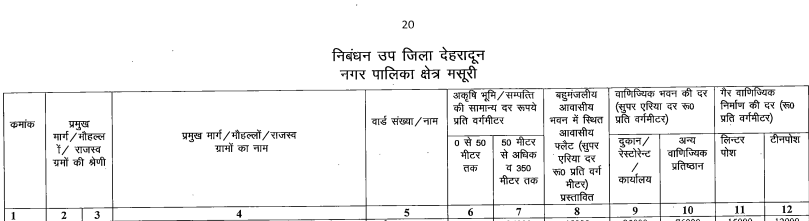 20
निबंधन उप जिला देहरादून
नगर पालिका क्षेत्र मसूरी
कमांक
प्रमुख
मार्ग/मौहल्ल
ों/ राजस्व
ग्रमों की श्रेणी
प्रमुख मार्ग/मौहल्लों/राजस्व
ग्रामों का नाम
वार्ड संख्या/नाम
अकृषि भूमि/सम्पत्ति
की सामान्य दर रूपये
प्रति वर्गमीटर
0 से 50
मीटर
तक
50 मीटर
से अधिक
व 350
मीटर तक
बहुमंजलीय
आवासीय
भवन में स्थित
आवासीय
फ्लैट (सुपर
एरिया दर
रू0 प्रति वर्ग
मीटर)
प्रस्तावित
वाणिज्यिक भवन की दर
(सुपर एरिया दर रू0
प्रति वर्गमीटर)
दुकान/
रेस्टोरेन्ट
/
कार्यालय
अन्य
वाणिज्यिक
प्रतिष्ठान
गैर वाणिज्यिक
निर्माण की दर (रू0
प्रति वर्गमीटर)
लिन्टर
पोश
टीनपोश
1 2 3 4 5 6 7 8 9 10 11 12